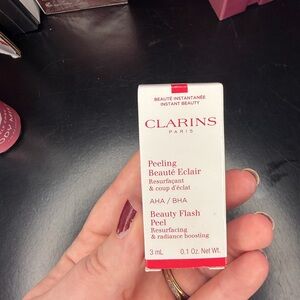 BEAUTÉ INSTANTANÉE
INSTANT BEAUTY
CLARINS
PARIS
Peeling
Beauté Eclair
Resurfaçant
& coup d'éclat
AHA / BHA
Beauty Flash
Peel
Resurfacing
& radiance boosting
3 mL 0.1 Oz. Net Wt.